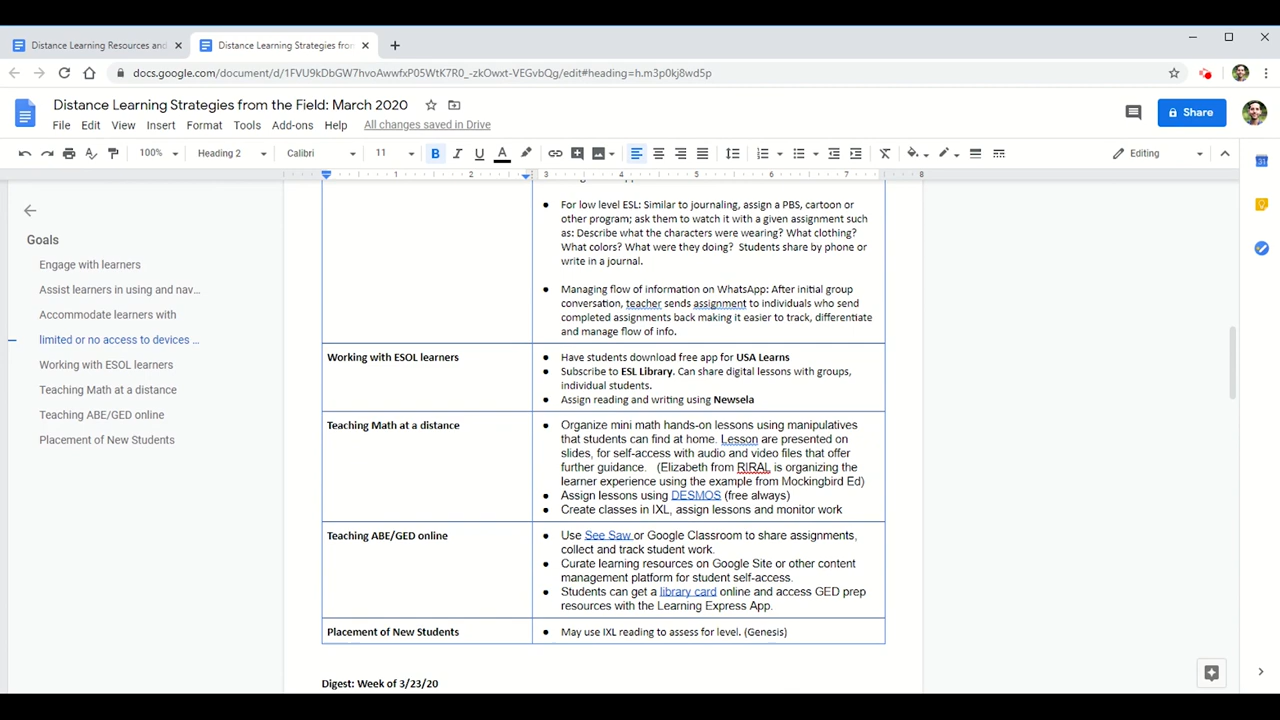 Distance Learning Resources and
Distance Learning Strategies from
docs.google.com/document/d/1FVU9kDbGW7hvoAwwfxP05WtK7R0_-zkOwxt-VEGVbQg/edit#heading=h.m3p0kj8wd5p
Distance Learning Strategies from the Field: March 2020
Share
File Edit View Insert Format Tools Add-ons Help All changes saved in Drive
100% Heading 2 Calibri 11 B I U A Editing
1 2 3 4 5 6 7 8
Goals
Engage with learners
Assist learners in using and nav...
Accommodate learners with
limited or no access to devices ...
Working with ESOL learners
Teaching Math at a distance
Teaching ABE/GED online
Placement of New Students
● For low level ESL: Similar to journaling, assign a PBS, cartoon or
other program; ask them to watch it with a given assignment such
as: Describe what the characters were wearing? What clothing?
What colors? What were they doing? Students share by phone or
write in a journal.
● Managing flow of information on WhatsApp: After initial group
conversation, teacher sends assignment to individuals who send
completed assignments back making it easier to track, differentiate
and manage flow of info.
Working with ESOL learners
● Have students download free app for USA Learns
● Subscribe to ESL Library. Can share digital lessons with groups,
individual students.
● Assign reading and writing using Newsela
Teaching Math at a distance
● Organize mini math hands-on lessons using manipulatives
that students can find at home. Lesson are presented on
slides, for self-access with audio and video files that offer
further guidance. (Elizabeth from RIRAL is organizing the
learner experience using the example from Mockingbird Ed)
● Assign lessons using DESMOS (free always)
● Create classes in IXL, assign lessons and monitor work
Teaching ABE/GED online
● Use See Saw or Google Classroom to share assignments,
collect and track student work.
● Curate learning resources on Google Site or other content
management platform for student self-access.
● Students can get a library card online and access GED prep
resources with the Learning Express App.
Placement of New Students
● May use IXL reading to assess for level. (Genesis)
Digest: Week of 3/23/20